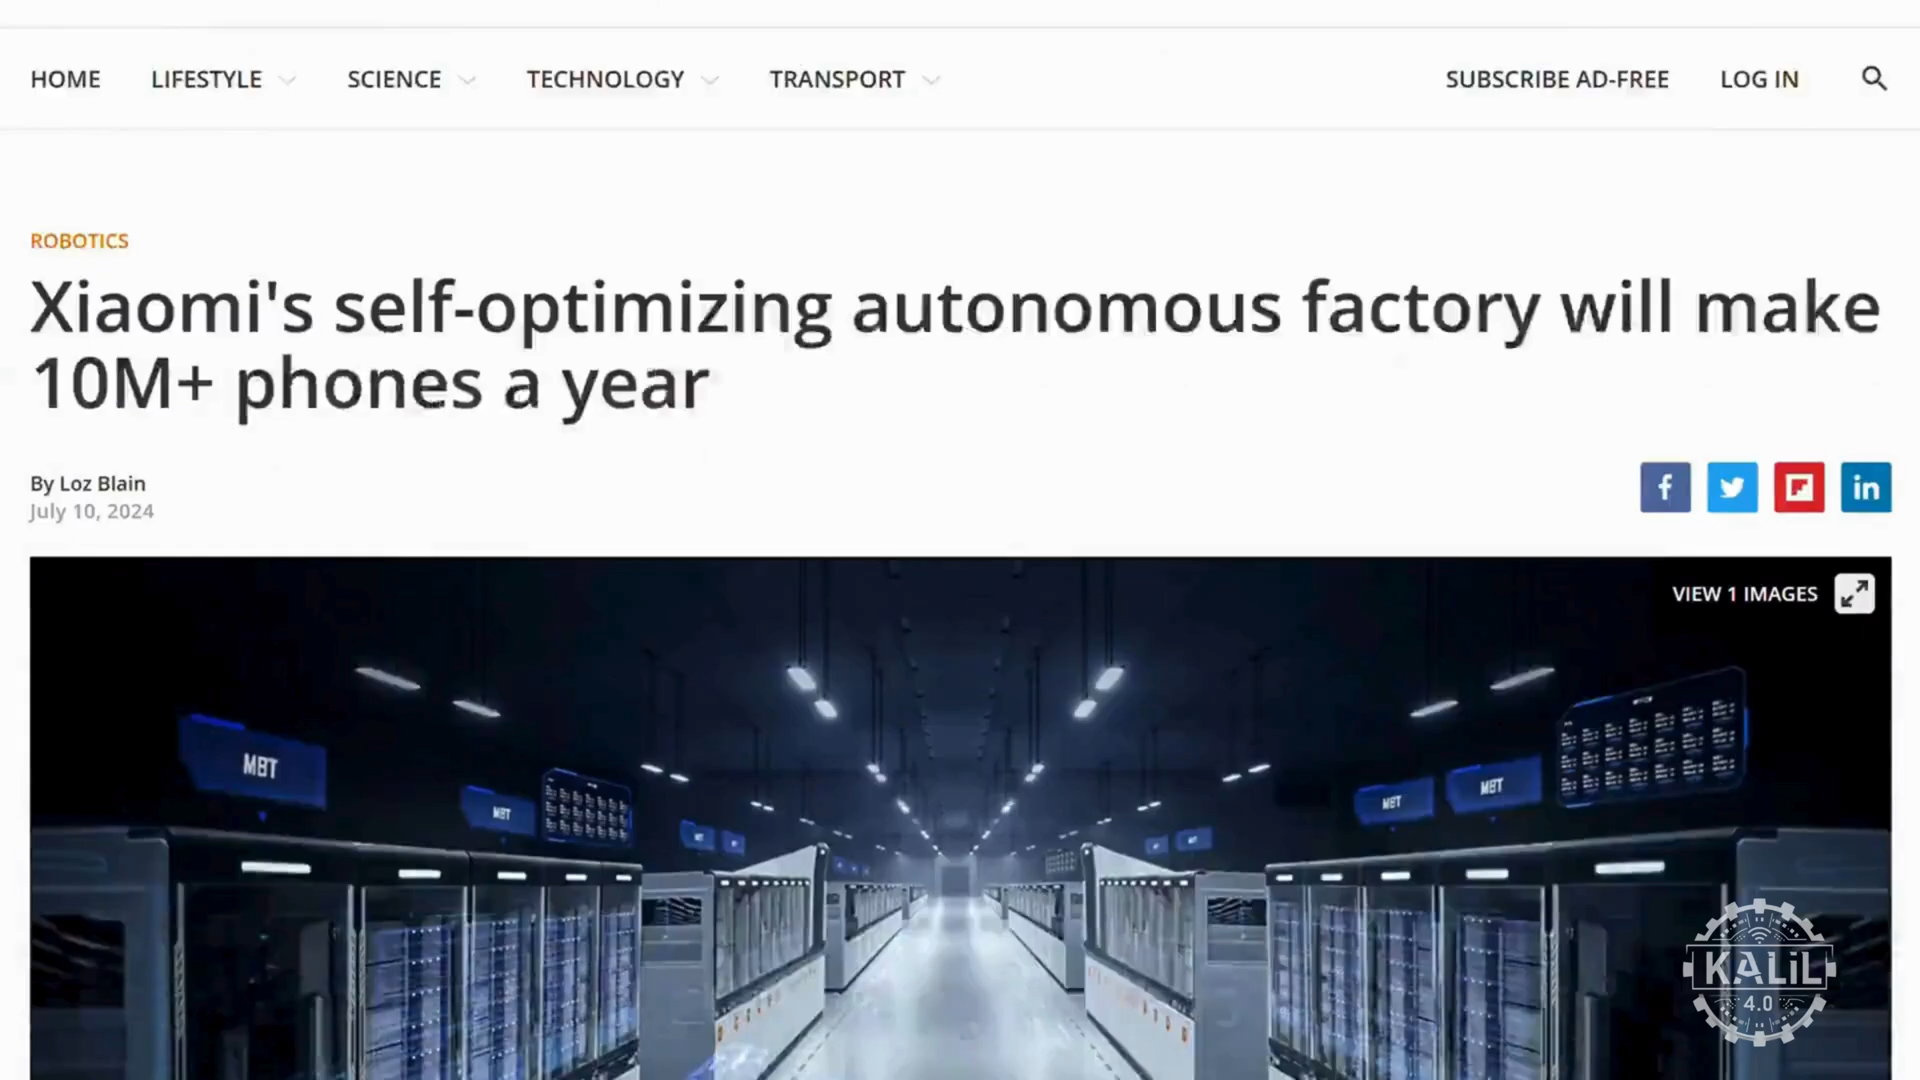 HOME
LIFESTYLE
SCIENCE
TECHNOLOGY
TRANSPORT
SUBSCRIBE AD-FREE
LOG IN
ROBOTICS
Xiaomi's self-optimizing autonomous factory will make
10M+ phones a year
By Loz Blain
July 10, 2024
f
in
VIEW 1 IMAGES
MBT
MBT
MBT
MBT
KALiL
4.0